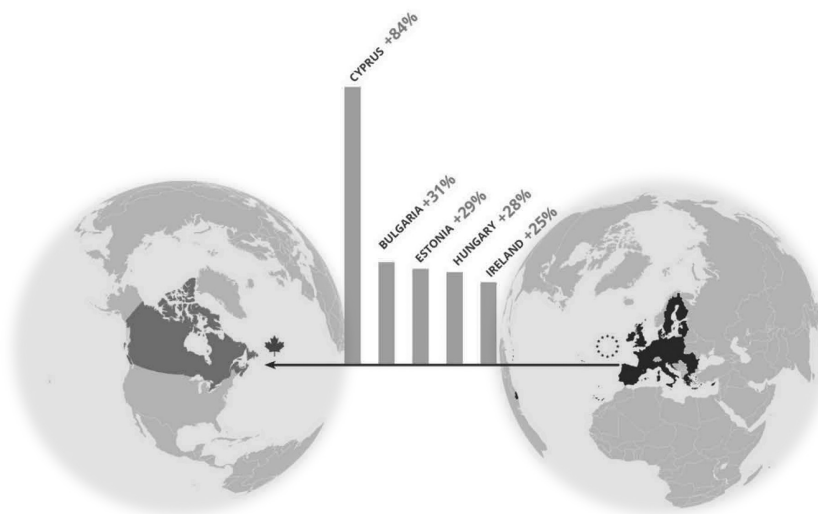 CYPRUS +84%
BULGARIA +31%
ESTONIA +29%
HUNGARY +28%
IRELAND +25%